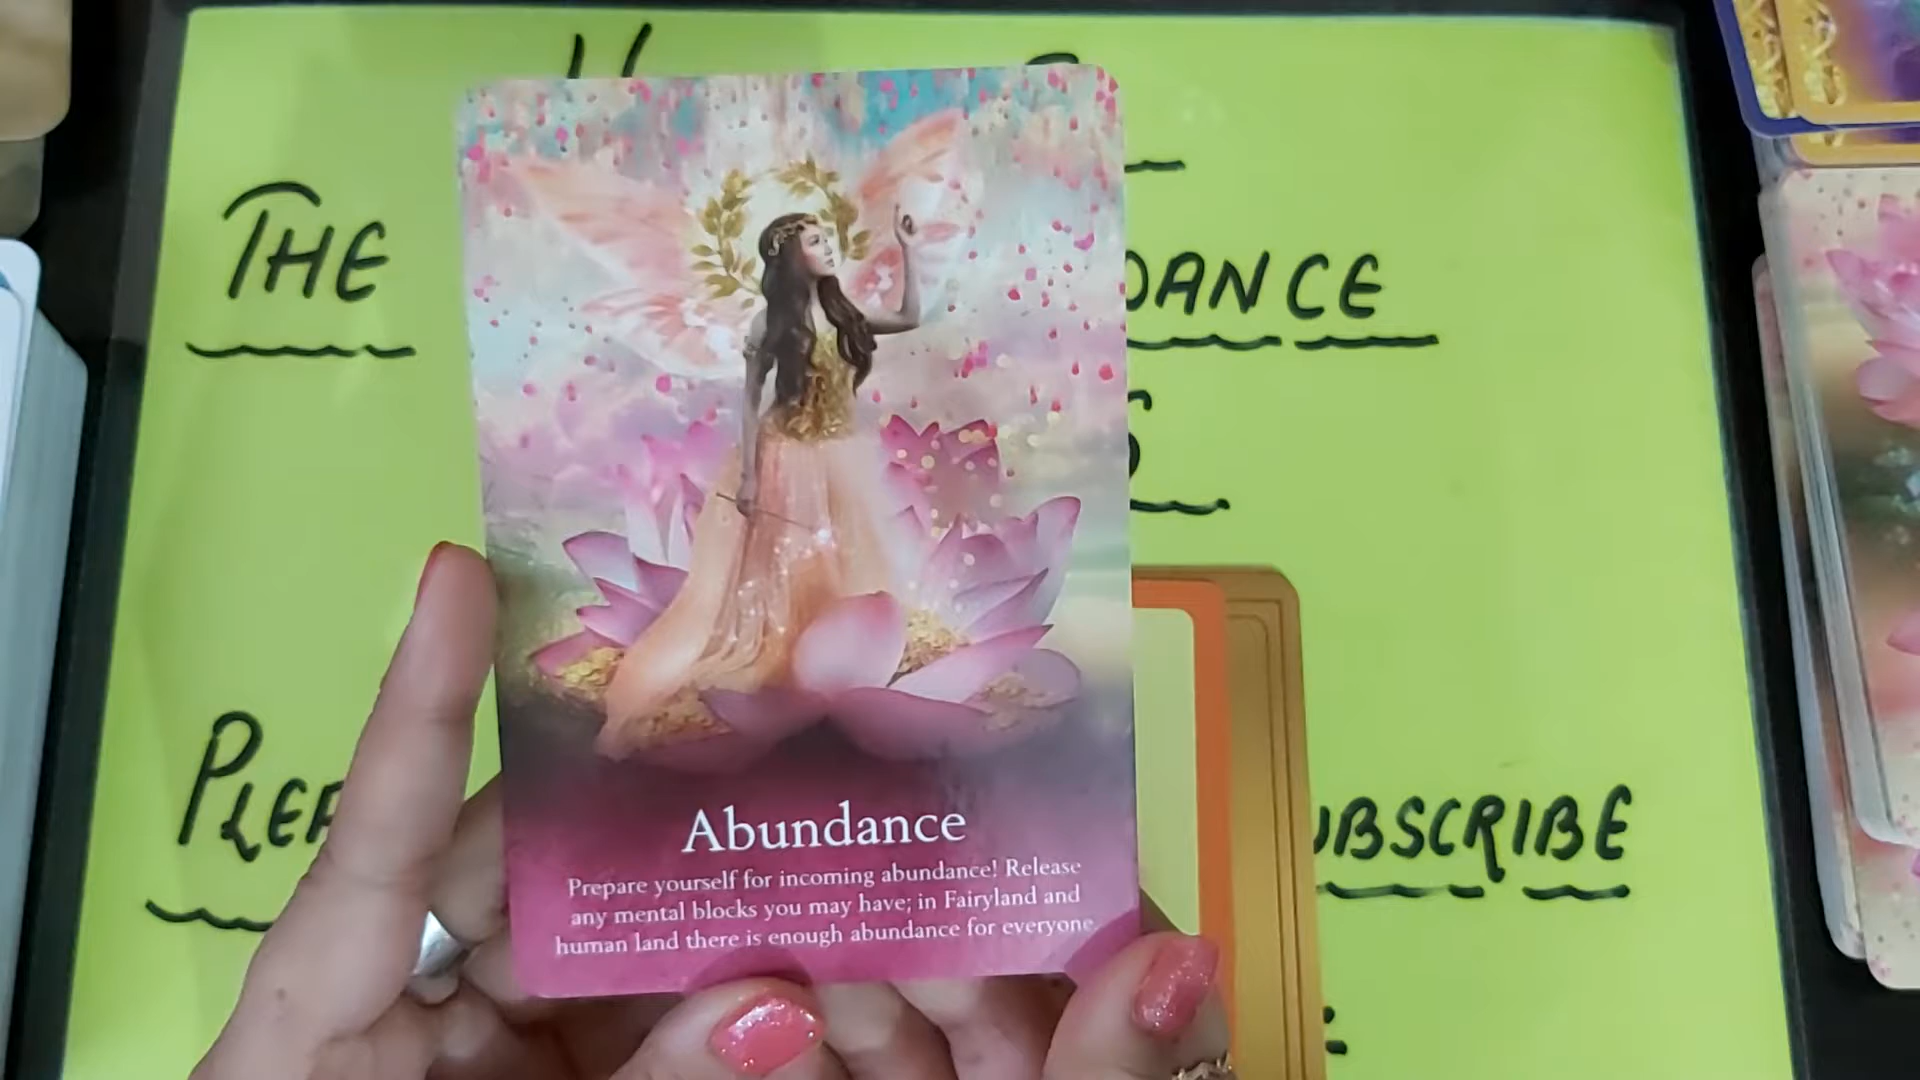 THE
DANCE
Abundance
Prepare yourself for incoming abundance! Release
any mental blocks you may have; in Fairyland and
human land there is enough abundance for everyone.
PLEA
UBSCRIBE